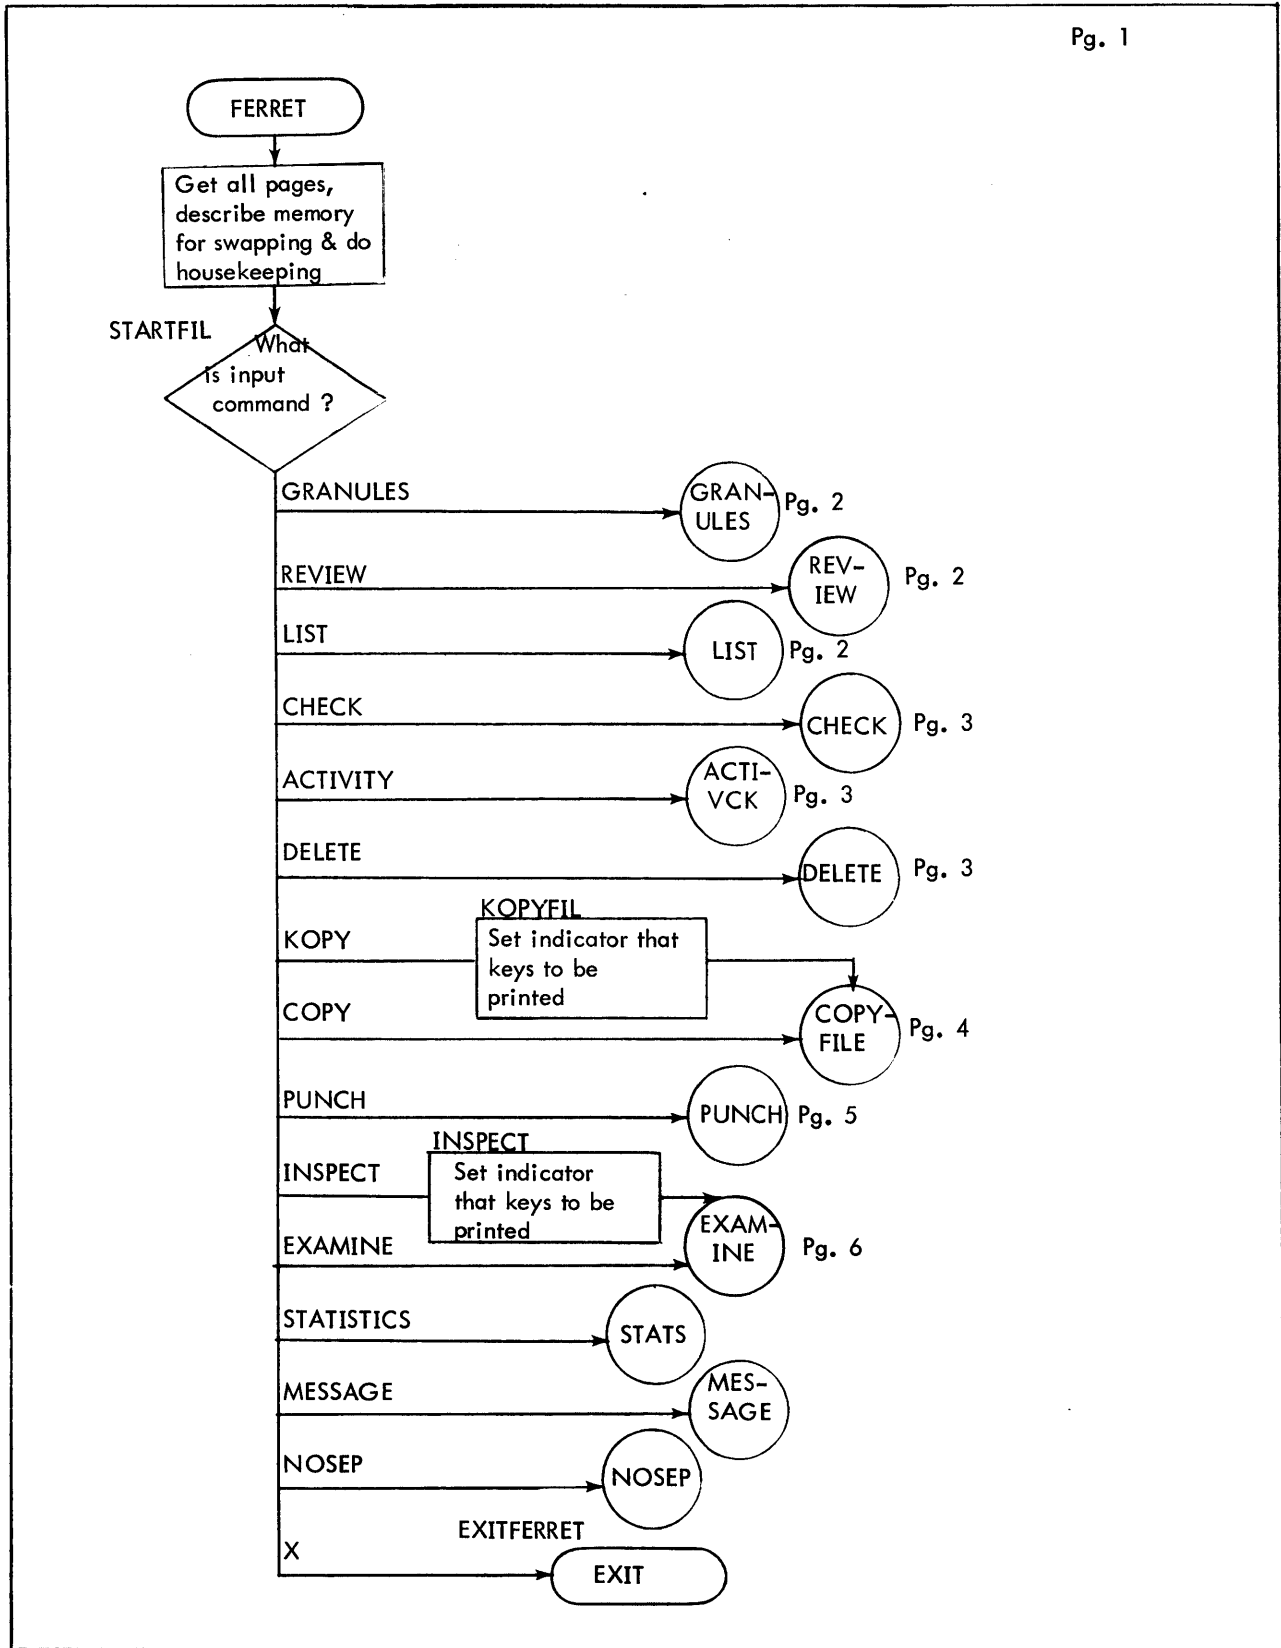 Pg. 1
FERRET
Get all pages,
describe memory
for swapping & do
housekeeping
STARTFIL
What
is input
command ?
GRANULES
GRAN-
ULES
Pg. 2
REVIEW
REV-
IEW
Pg. 2
LIST
LIST
Pg. 2
CHECK
CHECK
Pg. 3
ACTIVITY
ACTI-
VCK
Pg. 3
DELETE
DELETE
Pg. 3
KOPYFIL
KOPY
Set indicator that
keys to be
printed
COPY
COPY-
FILE
Pg. 4
PUNCH
PUNCH
Pg. 5
INSPECT
INSPECT
Set indicator
that keys to be
printed
EXAMINE
EXAM-
INE
Pg. 6
STATISTICS
STATS
MESSAGE
MES-
SAGE
NOSEP
NOSEP
EXITFERRET
X
EXIT